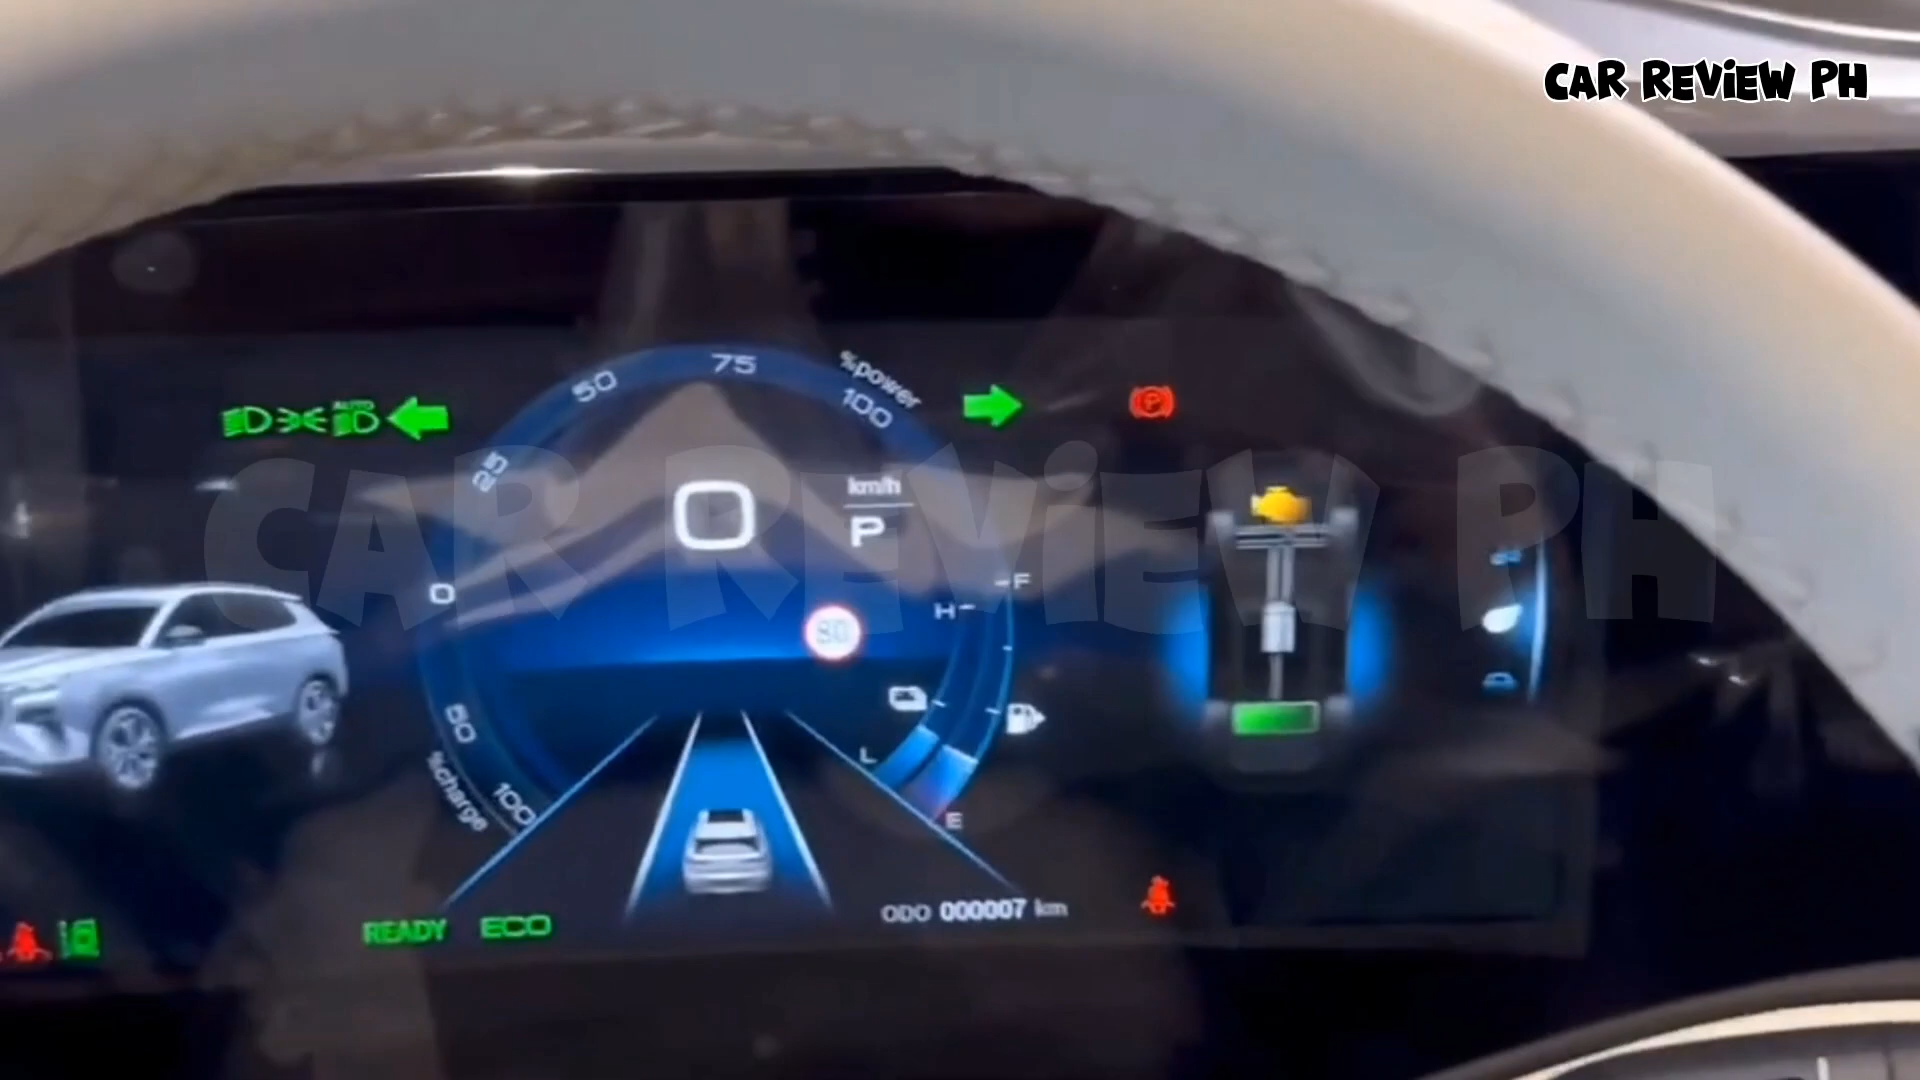 CAR REVIEW PH
75
50
%power
100
AUTO
25
CAR REVIEW PH
0
km/h
P
0
F
H
80
50
L
%charge
100
E
ODO 000007 km
READY ECO